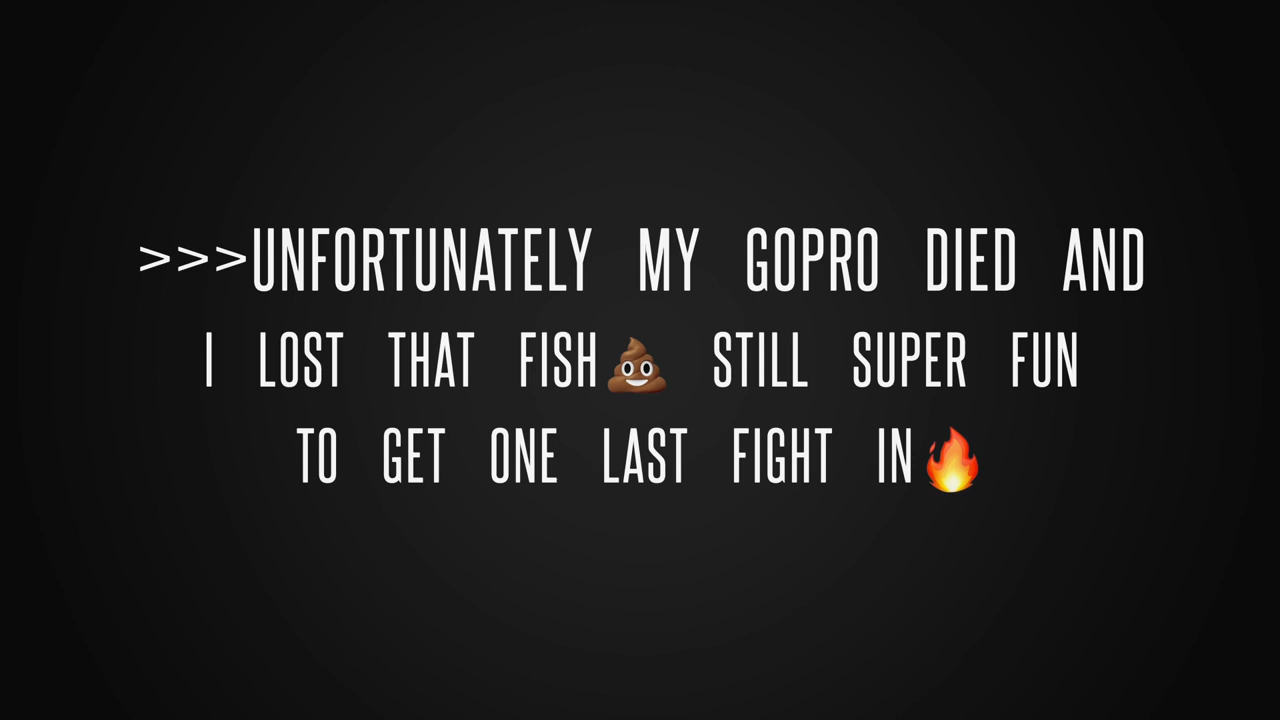 >>>UNFORTUNATELY MY GOPRO DIED AND
I LOST THAT FISH💩 STILL SUPER FUN
TO GET ONE LAST FIGHT IN🔥